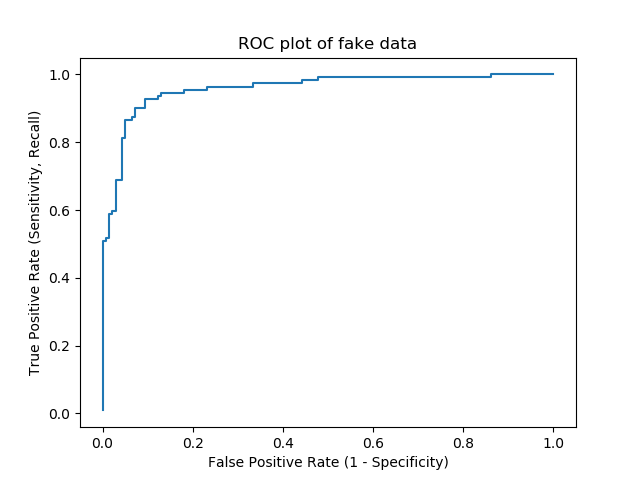 ROC plot of fake data
1.0
0.8
0.6
0.4
0.2
0.0
True Positive Rate (Sensitivity, Recall)
0.0 0.2 0.4 0.6 0.8 1.0
False Positive Rate (1 - Specificity)